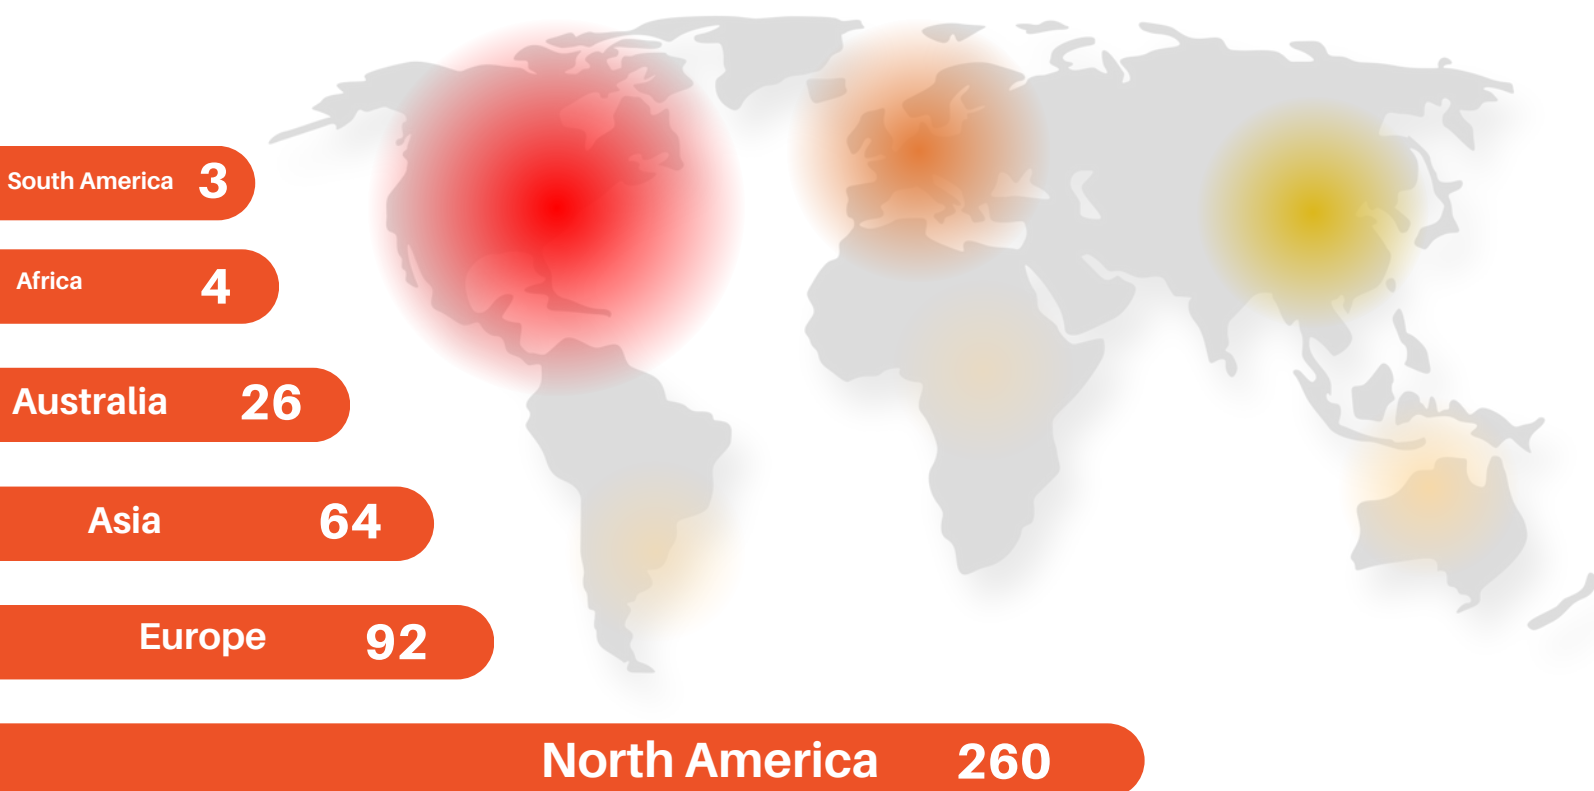 South America 3
Africa 4
Australia 26
Asia 64
Europe 92
North America 260